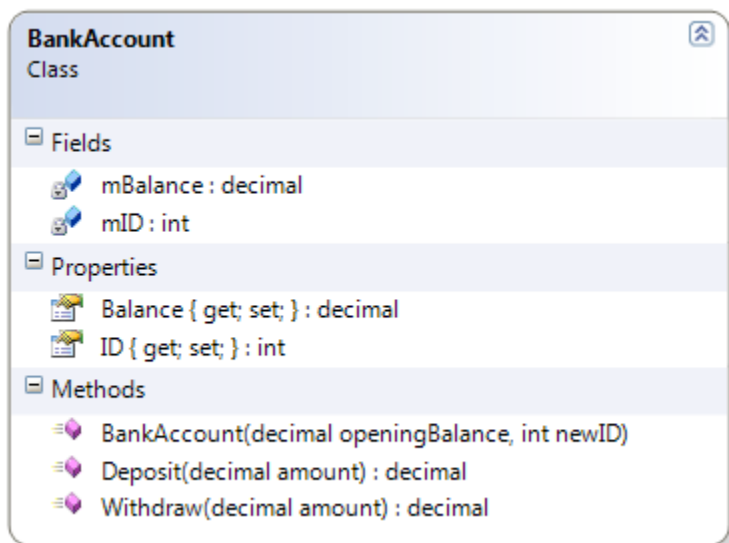 BankAccount
Class
Fields
mBalance : decimal
mID : int
Properties
Balance { get; set; } : decimal
ID { get; set; } : int
Methods
BankAccount(decimal openingBalance, int newID)
Deposit(decimal amount) : decimal
Withdraw(decimal amount) : decimal